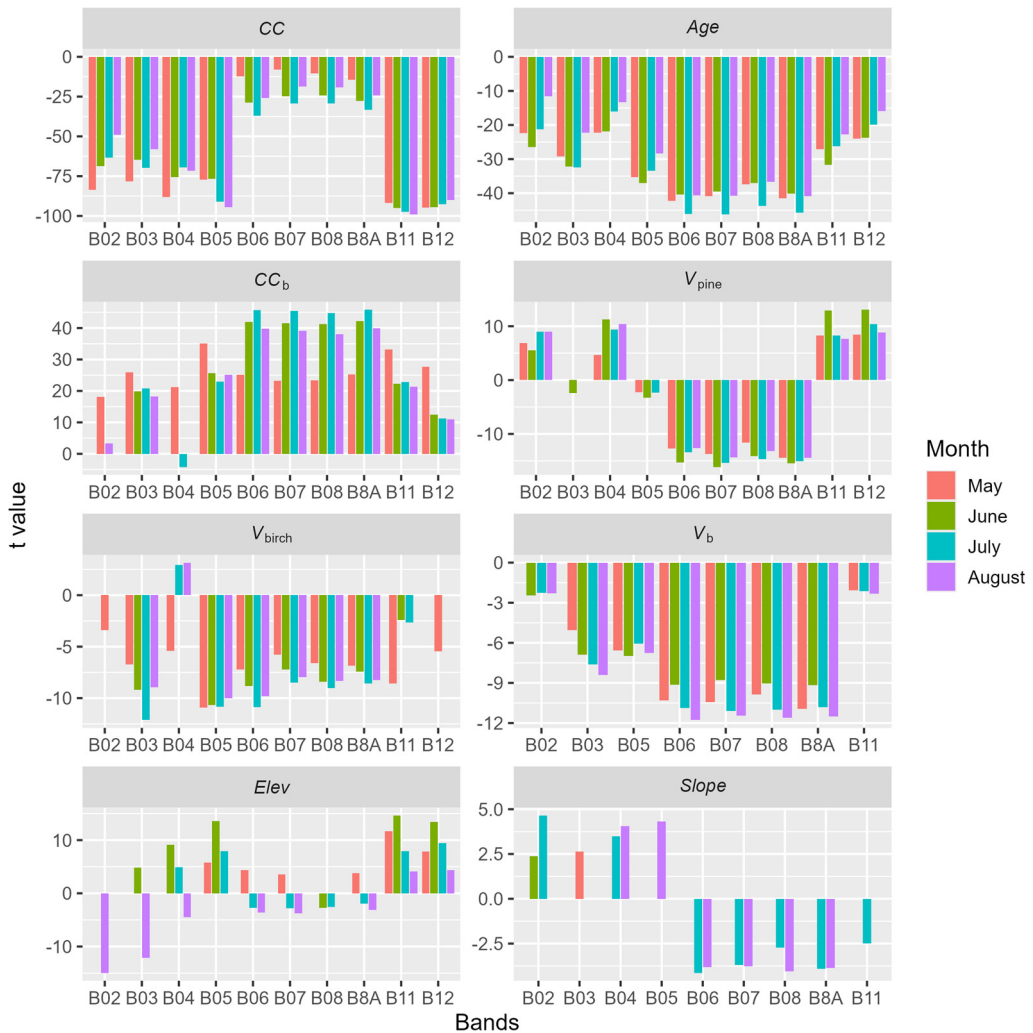 CC
Age
0
-25
-50
-75
-100
0
-10
-20
-30
-40
B02 B03 B04 B05 B06 B07 B08 B8A B11 B12
B02 B03 B04 B05 B06 B07 B08 B8A B11 B12
CCb
Vpine
40
30
20
10
0
10
0
-10
B02 B03 B04 B05 B06 B07 B08 B8A B11 B12
B02 B03 B04 B05 B06 B07 B08 B8A B11 B12
Vbirch
Vb
0
-5
-10
0
-3
-6
-9
-12
B02 B03 B04 B05 B06 B07 B08 B8A B11 B12
B02 B03 B05 B06 B07 B08 B8A B11
Elev
Slope
10
0
-10
5.0
2.5
0.0
-2.5
B02 B03 B04 B05 B06 B07 B08 B8A B11 B12
B02 B03 B04 B05 B06 B07 B08 B8A B11
t value
Bands
Month
May
June
July
August